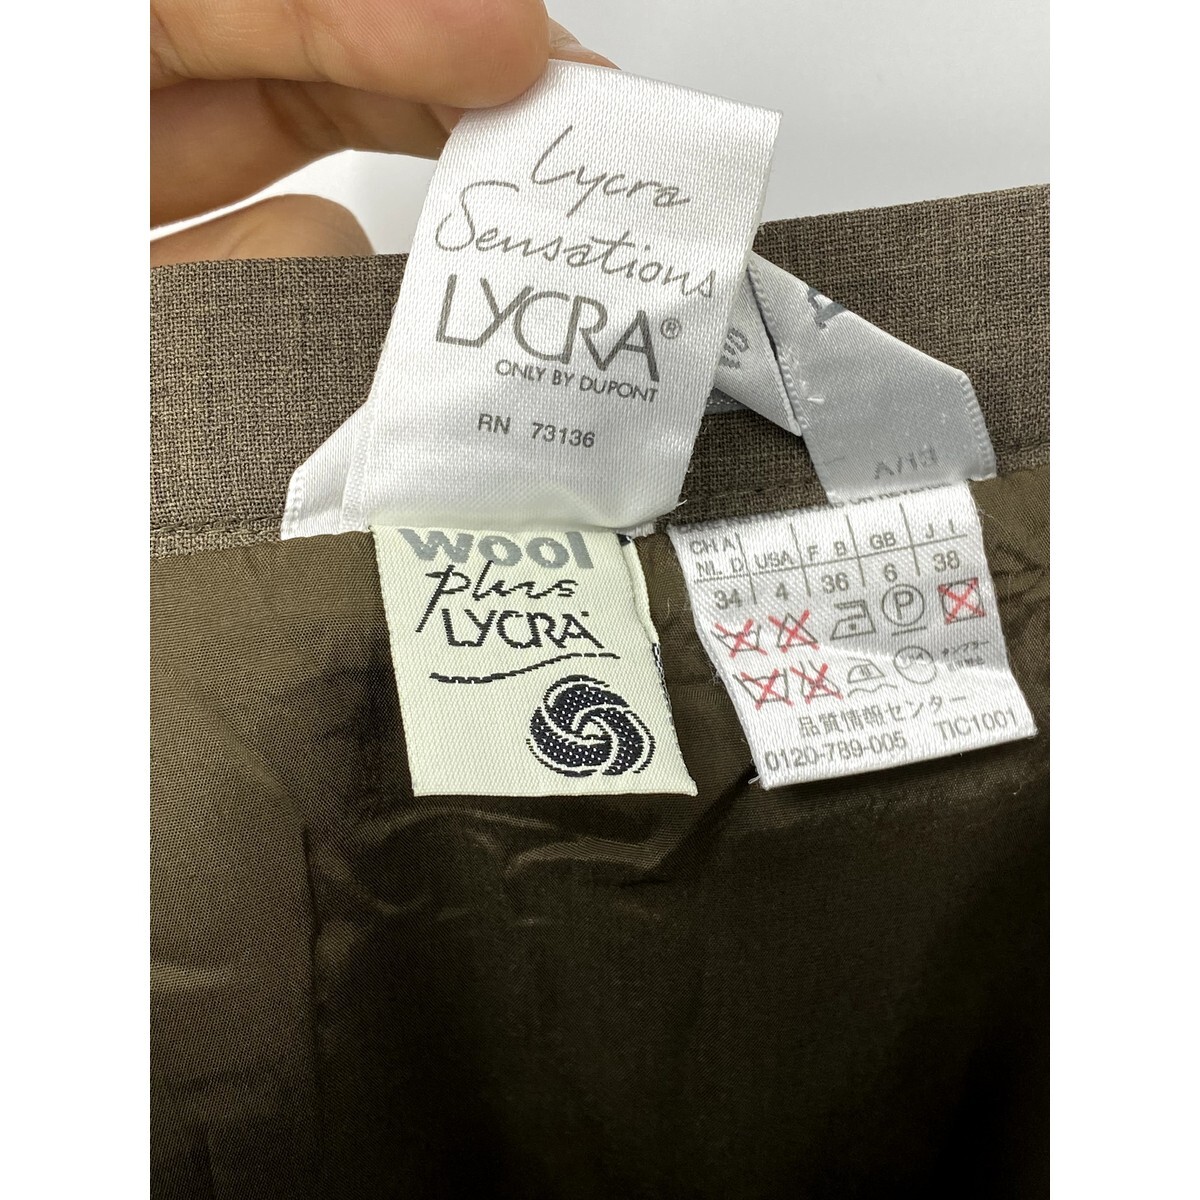 Lycra
Sensations
LYCRA®
ONLY BY DUPONT
RN 73136
wool
plus
LYCRA
A/13
CH A
NL D USA F B GB J I
34 4 36 6 38
P
品質情報センター
0120-789-005 TIC1001